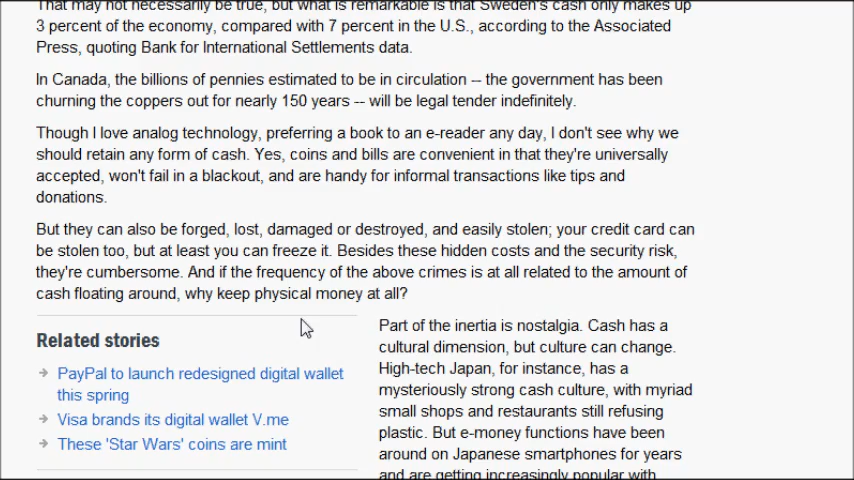 That may not necessarily be true, but what is remarkable is that Sweden's cash only makes up
3 percent of the economy, compared with 7 percent in the U.S., according to the Associated
Press, quoting Bank for International Settlements data.
In Canada, the billions of pennies estimated to be in circulation -- the government has been
churning the coppers out for nearly 150 years -- will be legal tender indefinitely.
Though I love analog technology, preferring a book to an e-reader any day, I don't see why we
should retain any form of cash. Yes, coins and bills are convenient in that they're universally
accepted, won't fail in a blackout, and are handy for informal transactions like tips and
donations.
But they can also be forged, lost, damaged or destroyed, and easily stolen; your credit card can
be stolen too, but at least you can freeze it. Besides these hidden costs and the security risk,
they're cumbersome. And if the frequency of the above crimes is at all related to the amount of
cash floating around, why keep physical money at all?
Related stories
PayPal to launch redesigned digital wallet
this spring
Visa brands its digital wallet V.me
These 'Star Wars' coins are mint
Part of the inertia is nostalgia. Cash has a
cultural dimension, but culture can change.
High-tech Japan, for instance, has a
mysteriously strong cash culture, with myriad
small shops and restaurants still refusing
plastic. But e-money functions have been
around on Japanese smartphones for years
and are getting increasingly popular with